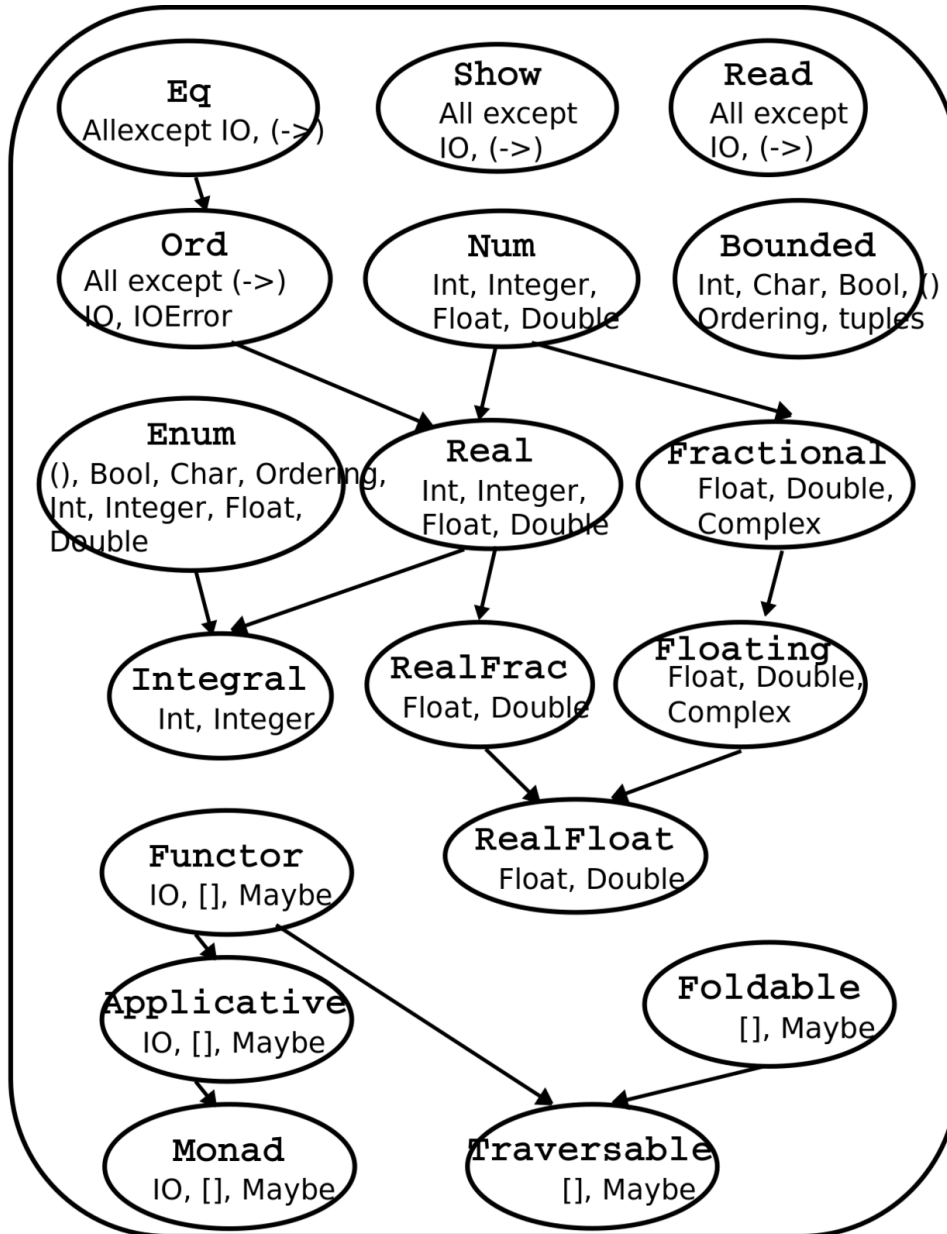 Eq
Allexcept IO, (->)
Show
All except
IO, (->)
Read
All except
IO, (->)
Ord
All except (->)
IO, IOError
Num
Int, Integer,
Float, Double
Bounded
Int, Char, Bool, ()
Ordering, tuples
Enum
(), Bool, Char, Ordering,
Int, Integer, Float,
Double
Real
Int, Integer,
Float, Double
Fractional
Float, Double,
Complex
Integral
Int, Integer
RealFrac
Float, Double
Floating
Float, Double,
Complex
RealFloat
Float, Double
Functor
IO, [], Maybe
Applicative
IO, [], Maybe
Foldable
[], Maybe
Monad
IO, [], Maybe
Traversable
[], Maybe